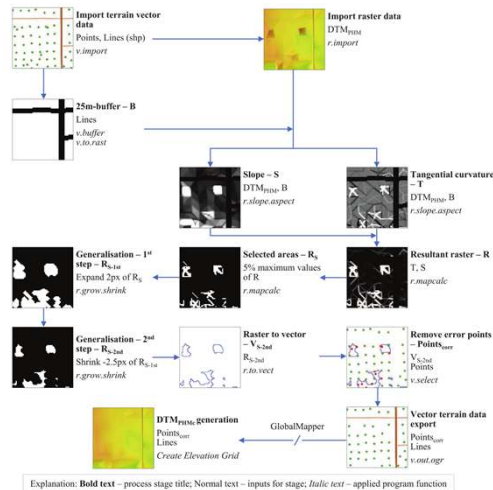 Import terrain vector
data
Points, Lines (shp)
v.import
Import raster data
DTMPHM
r.import
25m-buffer – B
Lines
v.buffer
v.to.rast
Slope – S
DTMPHM, B
r.slope.aspect
Tangential curvature
– T
DTMPHM, B
r.slope.aspect
Generalisation – 1st
step – RS-1st
Expand 2px of RS
r.grow.shrink
Selected areas – RS
5% maximum values
of R
r.mapcalc
Resultant raster – R
T, S
r.mapcalc
Generalisation – 2nd
step – RS-2nd
Shrink -2.5px of RS-1st
r.grow.shrink
Raster to vector
– VS-2nd
RS-2nd
r.to.vect
Remove error points –
Pointscorr
VS-2nd
Points
v.select
DTMPHMc generation
Pointscorr
Lines
Create Elevation Grid
GlobalMapper
Vector terrain data
export
Pointscorr
Lines
v.out.ogr
Explanation: Bold text – process stage title; Normal text – inputs for stage; Italic text – applied program function